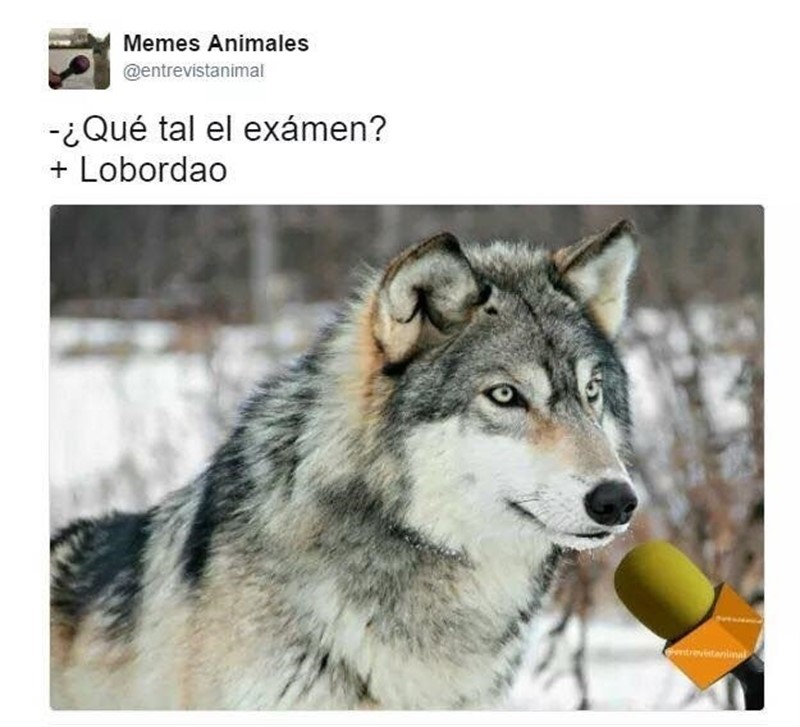 Memes Animales
@entrevistanimal
-¿Qué tal el exámen?
+ Lobordao
@entrevistanimal